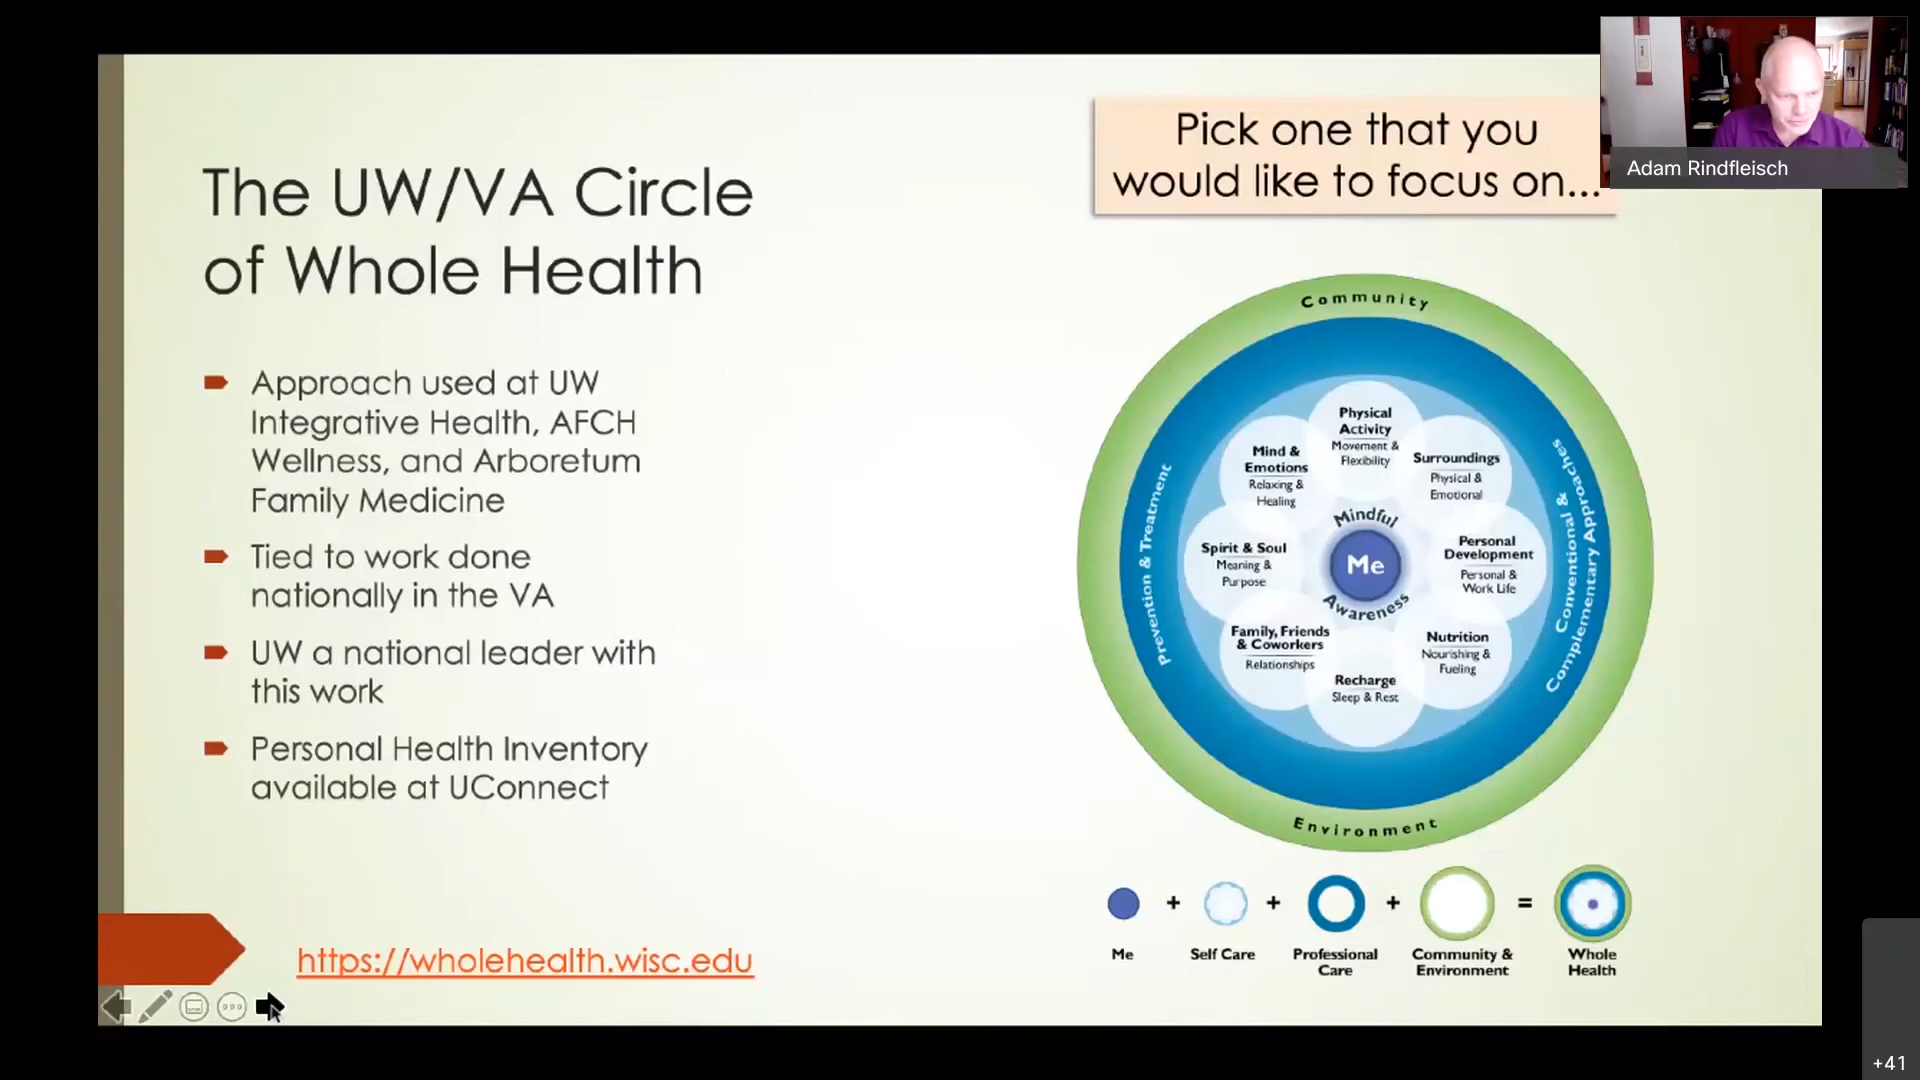 Pick one that you
would like to focus on...
Adam Rindfleisch
The UW/VA Circle
of Whole Health
Approach used at UW
Integrative Health, AFCH
Wellness, and Arboretum
Family Medicine
Tied to work done
nationally in the VA
UW a national leader with
this work
Personal Health Inventory
available at UConnect
https://wholehealth.wisc.edu
Community
Prevention & Treatment
Conventional &
Complementary Approaches
Physical
Activity
Movement &
Flexibility
Surroundings
Physical &
Emotional
Personal
Development
Personal &
Work Life
Nutrition
Nourishing &
Fueling
Recharge
Sleep & Rest
Family, Friends
& Coworkers
Relationships
Spirit & Soul
Meaning &
Purpose
Mind &
Emotions
Relaxing &
Healing
Mindful
Me
Awareness
Environment
+ + + =
Me
Self Care
Professional
Care
Community &
Environment
Whole
Health
+41